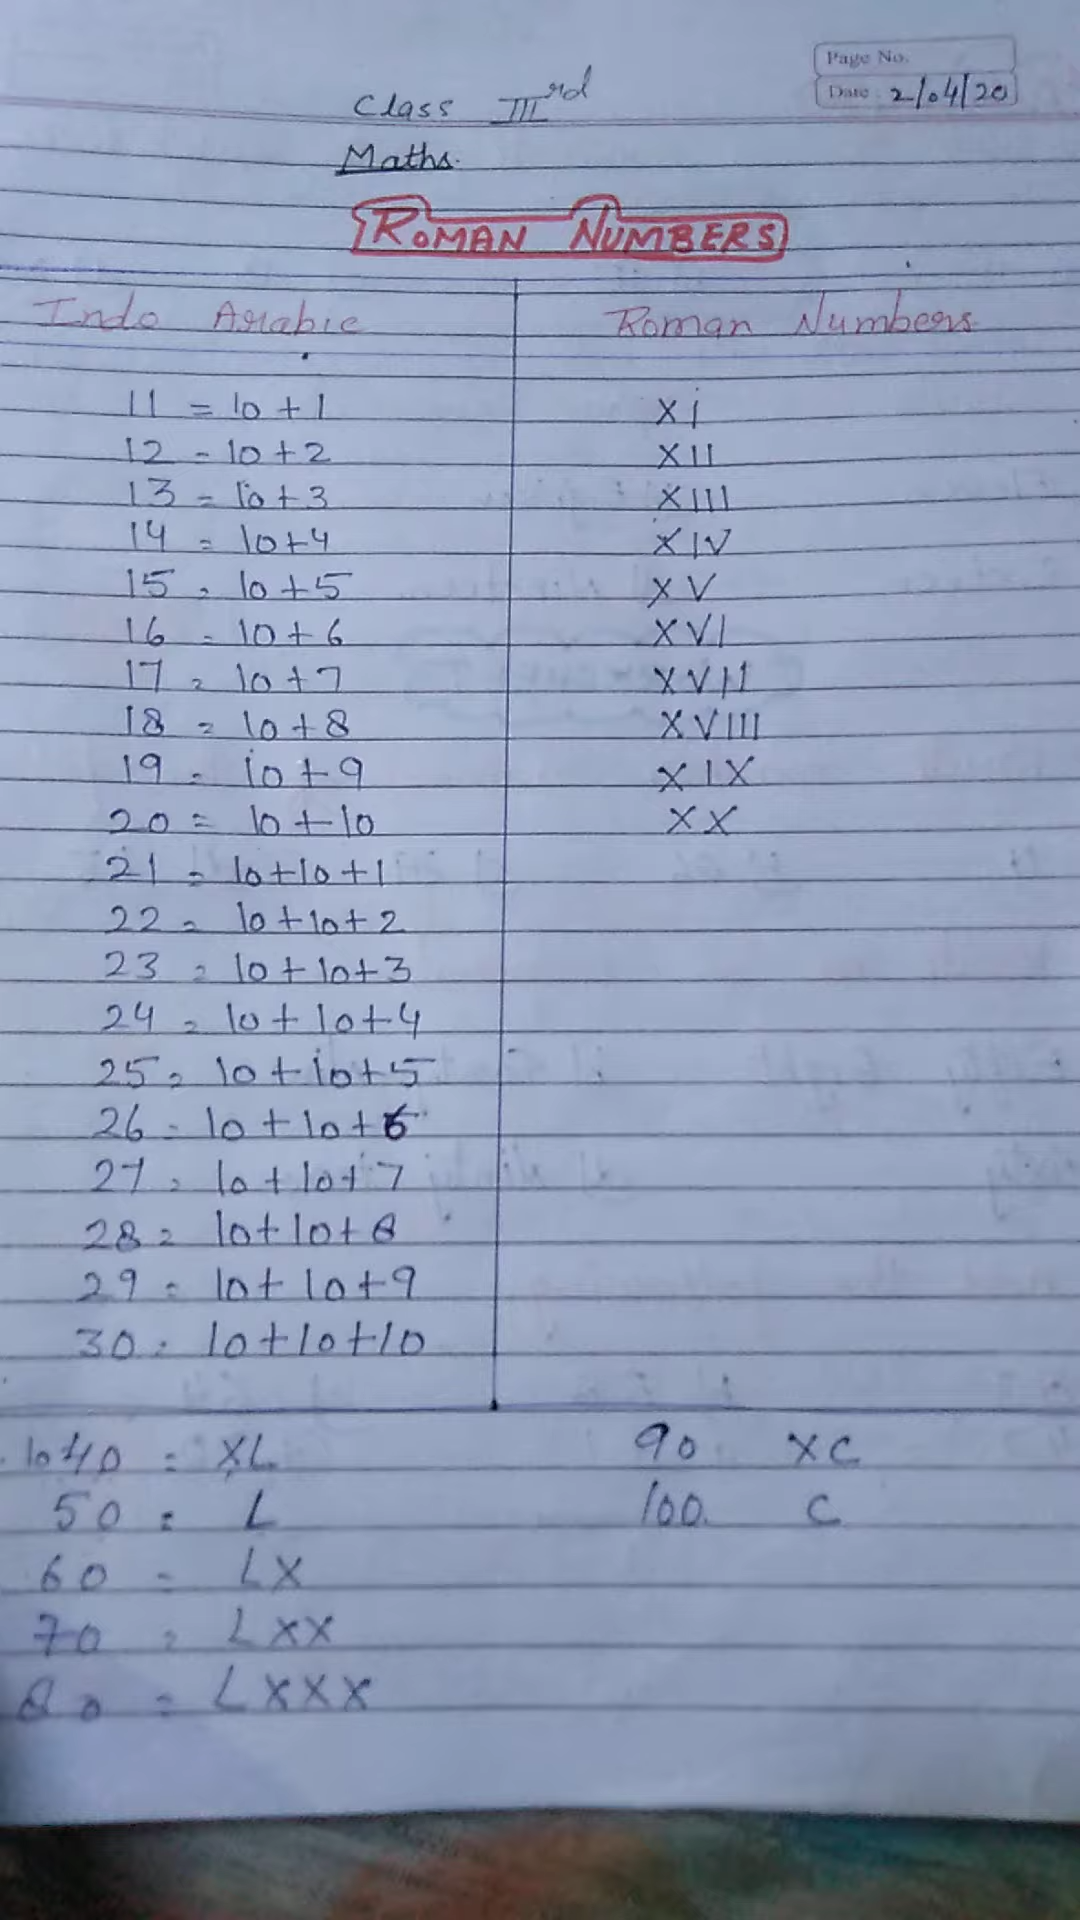 Page No.
Date 2/04/20
Class IIIrd
Maths.
ROMAN NUMBERS
Indo Arabic Roman Numbers
11 = 10 + 1 Xi
12 = 10 + 2 XII
13 = 10 + 3 XIII
14 = 10 + 4 XIV
15 = 10 + 5 XV
16 = 10 + 6 XVI
17 = 10 + 7 XVII
18 = 10 + 8 XVIII
19 = 10 + 9 XIX
20 = 10 + 10 XX
21 = 10 + 10 + 1
22 = 10 + 10 + 2
23 = 10 + 10 + 3
24 = 10 + 10 + 4
25 = 10 + 10 + 5
26 = 10 + 10 + 6
27 = 10 + 10 + 7
28 = 10 + 10 + 8
29 = 10 + 10 + 9
30 = 10 + 10 + 10
40 = XL 90 XC
50 = L 100. C
60 = LX
70 = LXX
80 = LXXX